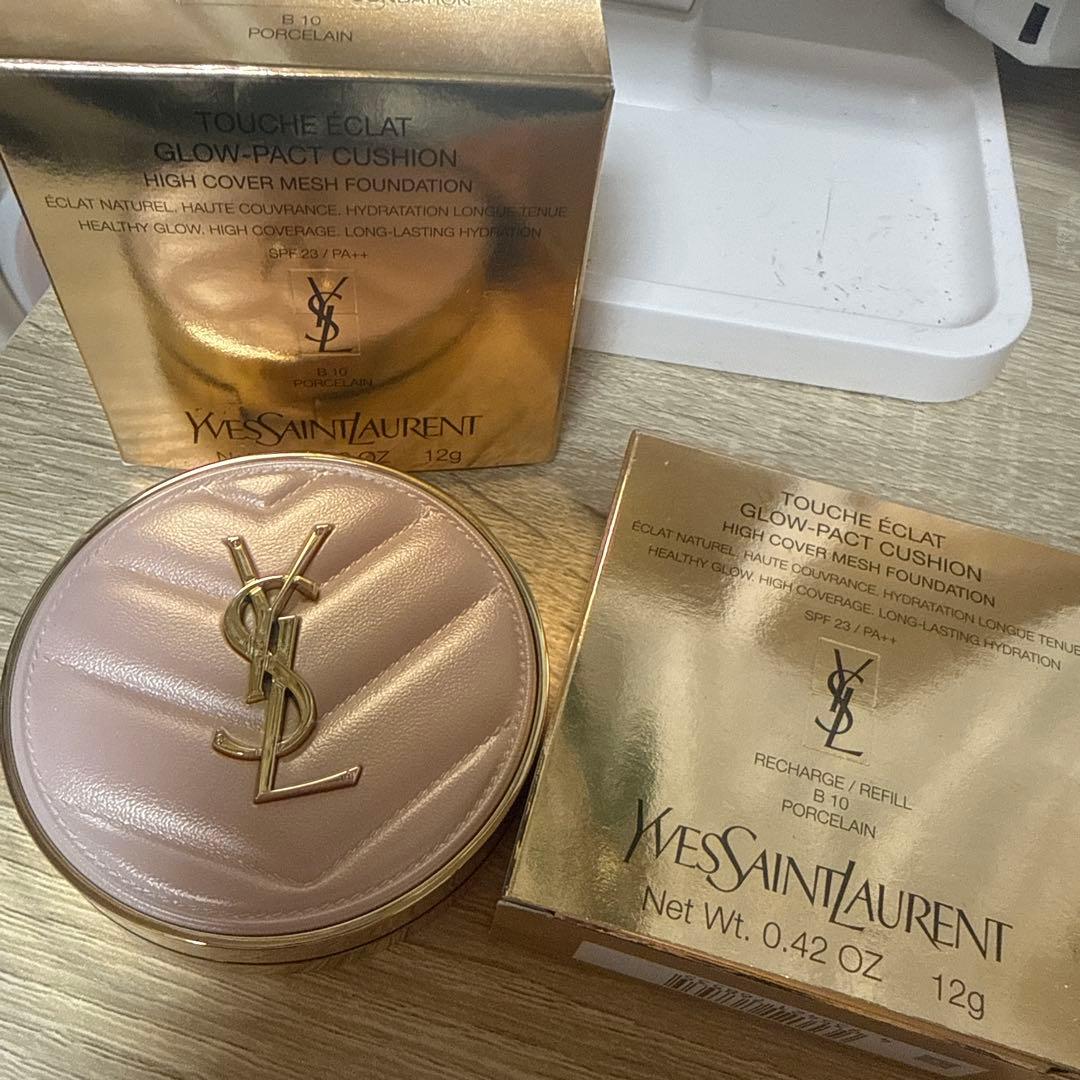 B 10
PORCELAIN
TOUCHE ÉCLAT
GLOW-PACT CUSHION
HIGH COVER MESH FOUNDATION
ÉCLAT NATUREL. HAUTE COUVRANCE. HYDRATATION LONGUE TENUE
HEALTHY GLOW. HIGH COVERAGE. LONG-LASTING HYDRATION
SPF 23 / PA++
YSL
B 10
PORCELAIN
YVESSAINTLAURENT
OZ 12g
YSL
TOUCHE ÉCLAT
GLOW-PACT CUSHION
HIGH COVER MESH FOUNDATION
ÉCLAT NATUREL. HAUTE COUVRANCE. HYDRATATION LONGUE TENUE
HEALTHY GLOW. HIGH COVERAGE. LONG-LASTING HYDRATION
SPF 23 / PA++
YSL
RECHARGE / REFILL
B 10
PORCELAIN
YVESSAINTLAURENT
Net Wt. 0.42 OZ 12g